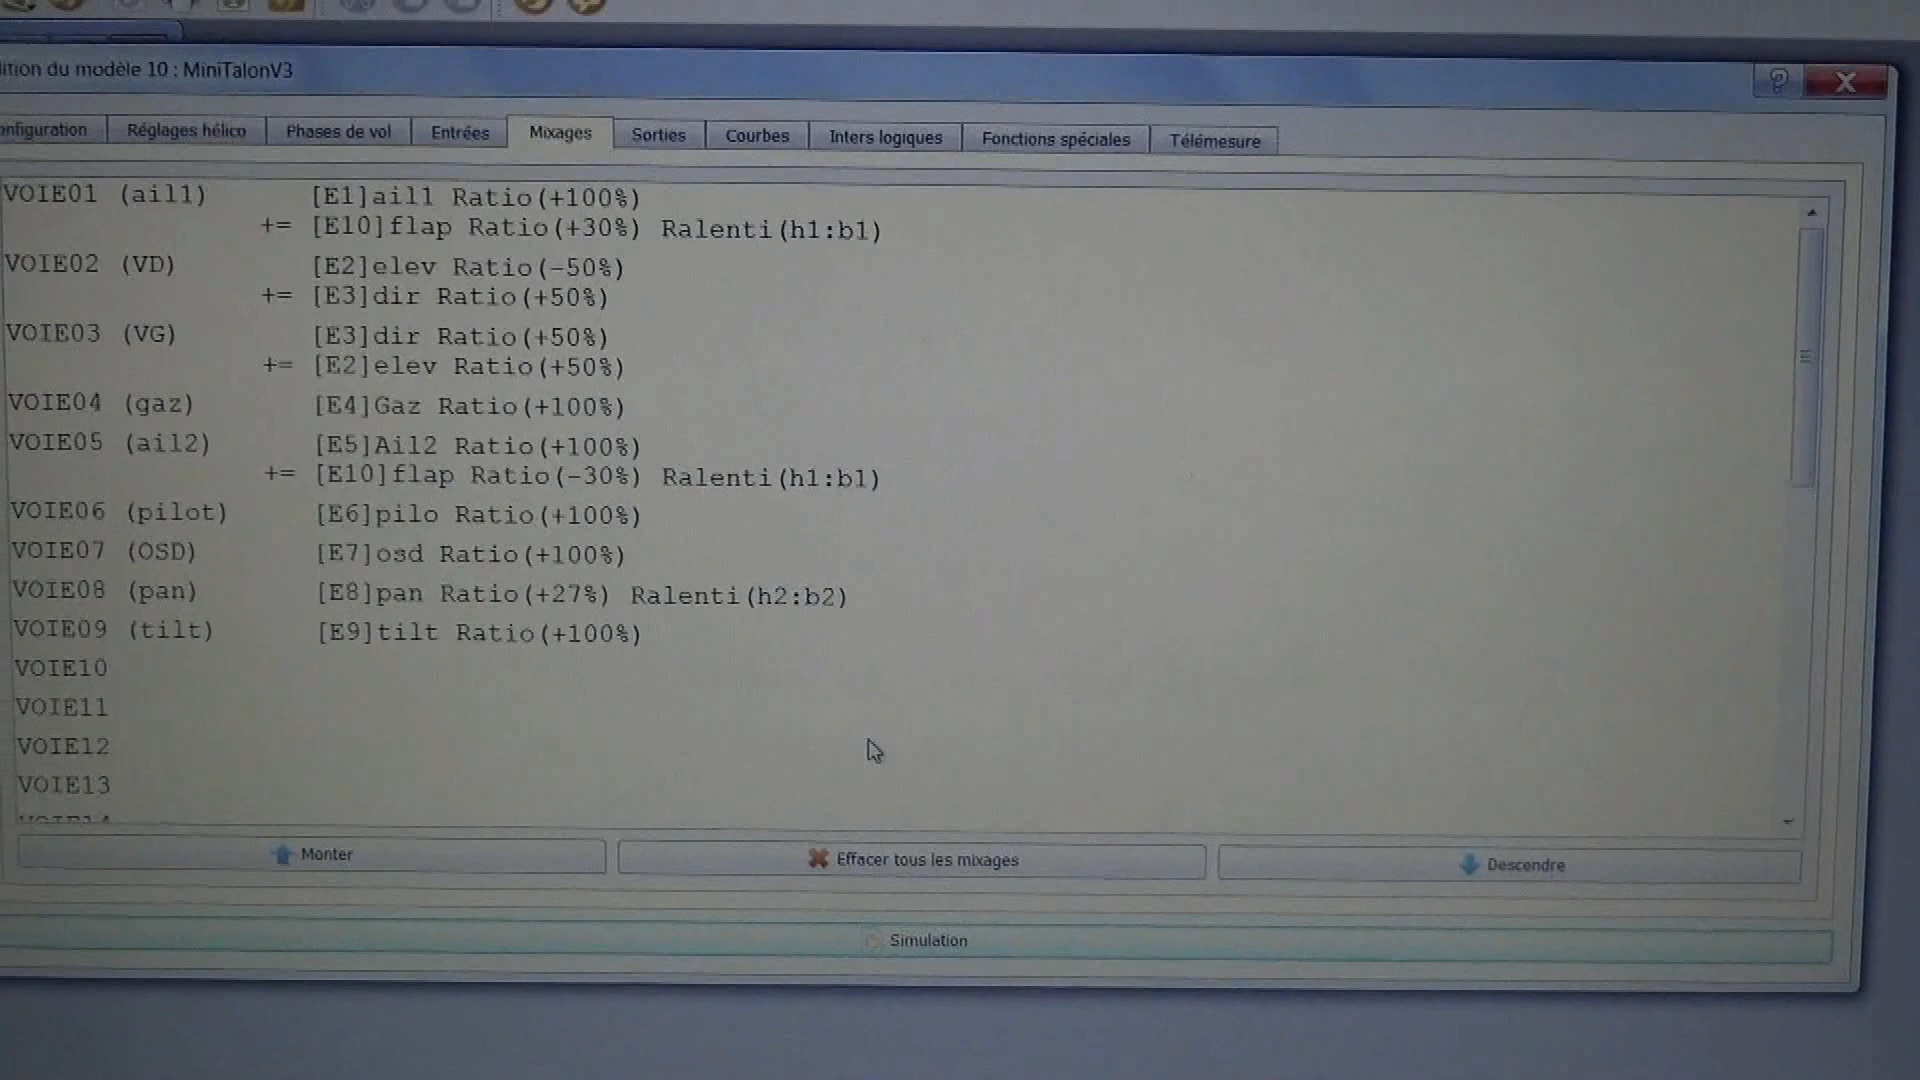 ition du modèle 10 : MiniTalonV3
onfiguration Réglages hélico Phases de vol Entrées Mixages Sorties Courbes Inters logiques Fonctions spéciales Télémesure
VOIE01 (ail1) [E1]ail1 Ratio(+100%)
+= [E10]flap Ratio(+30%) Ralenti(h1:b1)
VOIE02 (VD) [E2]elev Ratio(-50%)
+= [E3]dir Ratio(+50%)
VOIE03 (VG) [E3]dir Ratio(+50%)
+= [E2]elev Ratio(+50%)
VOIE04 (gaz) [E4]Gaz Ratio(+100%)
VOIE05 (ail2) [E5]Ail2 Ratio(+100%)
+= [E10]flap Ratio(-30%) Ralenti(h1:b1)
VOIE06 (pilot) [E6]pilo Ratio(+100%)
VOIE07 (OSD) [E7]osd Ratio(+100%)
VOIE08 (pan) [E8]pan Ratio(+27%) Ralenti(h2:b2)
VOIE09 (tilt) [E9]tilt Ratio(+100%)
VOIE10
VOIE11
VOIE12
VOIE13
Monter Effacer tous les mixages Descendre
Simulation